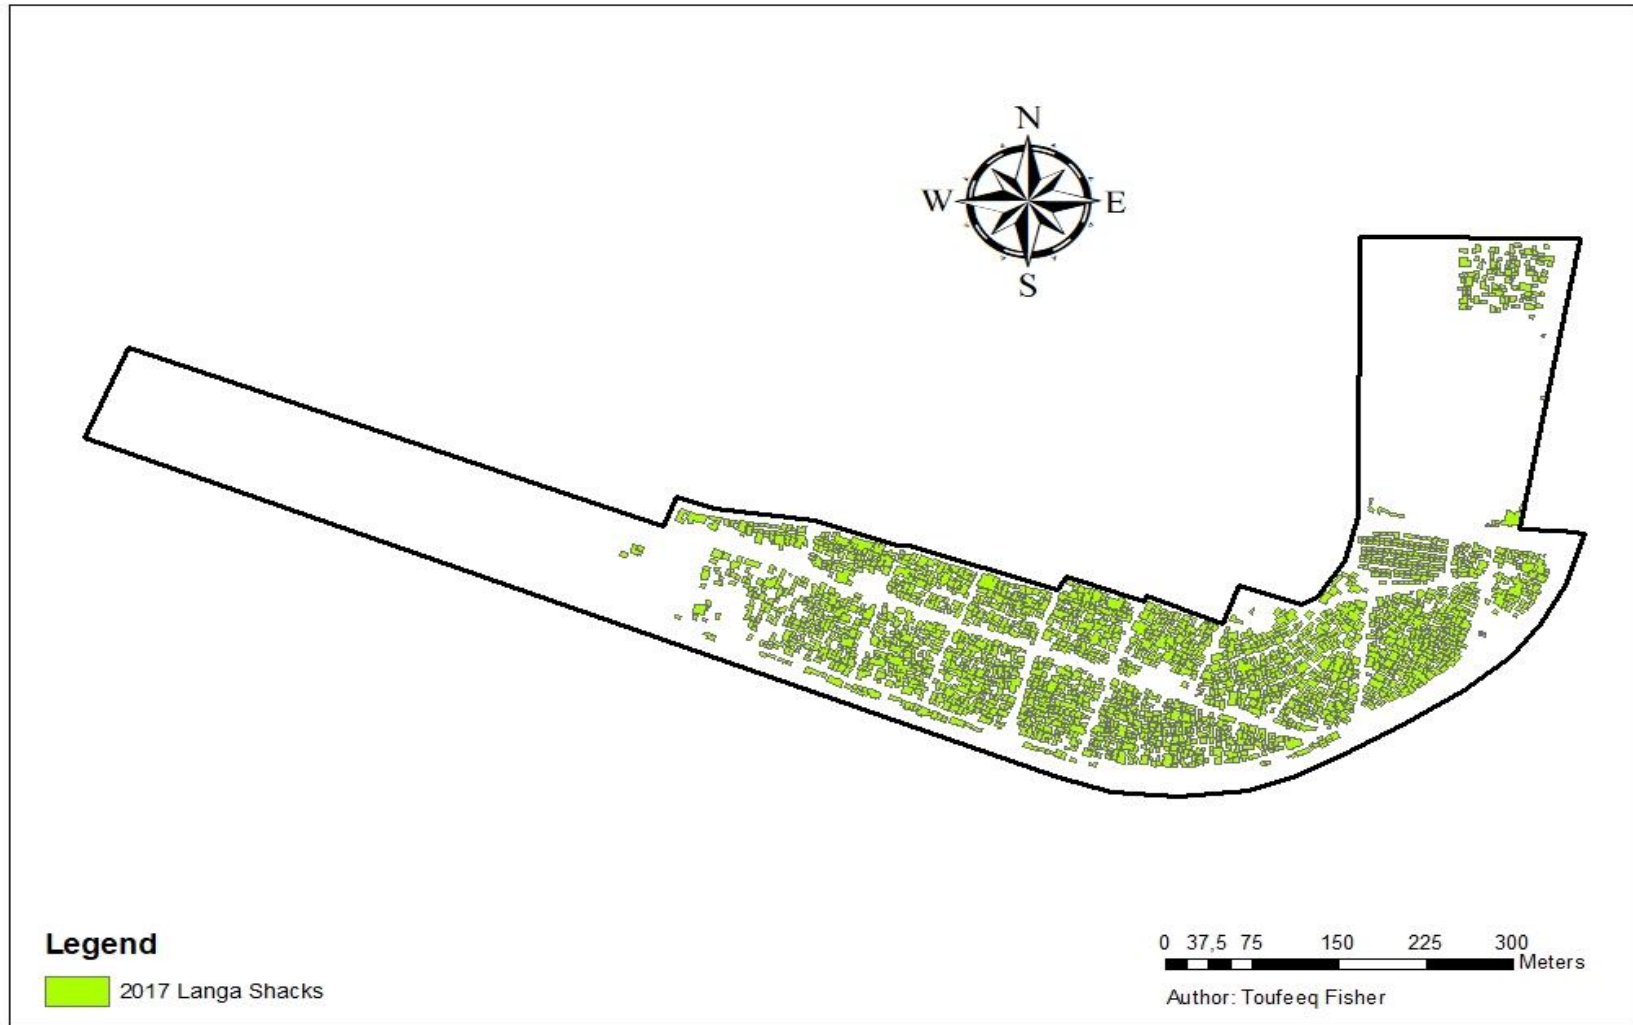 N
W E
S
Legend
2017 Langa Shacks
0 37,5 75 150 225 300
Meters
Author: Toufeeq Fisher